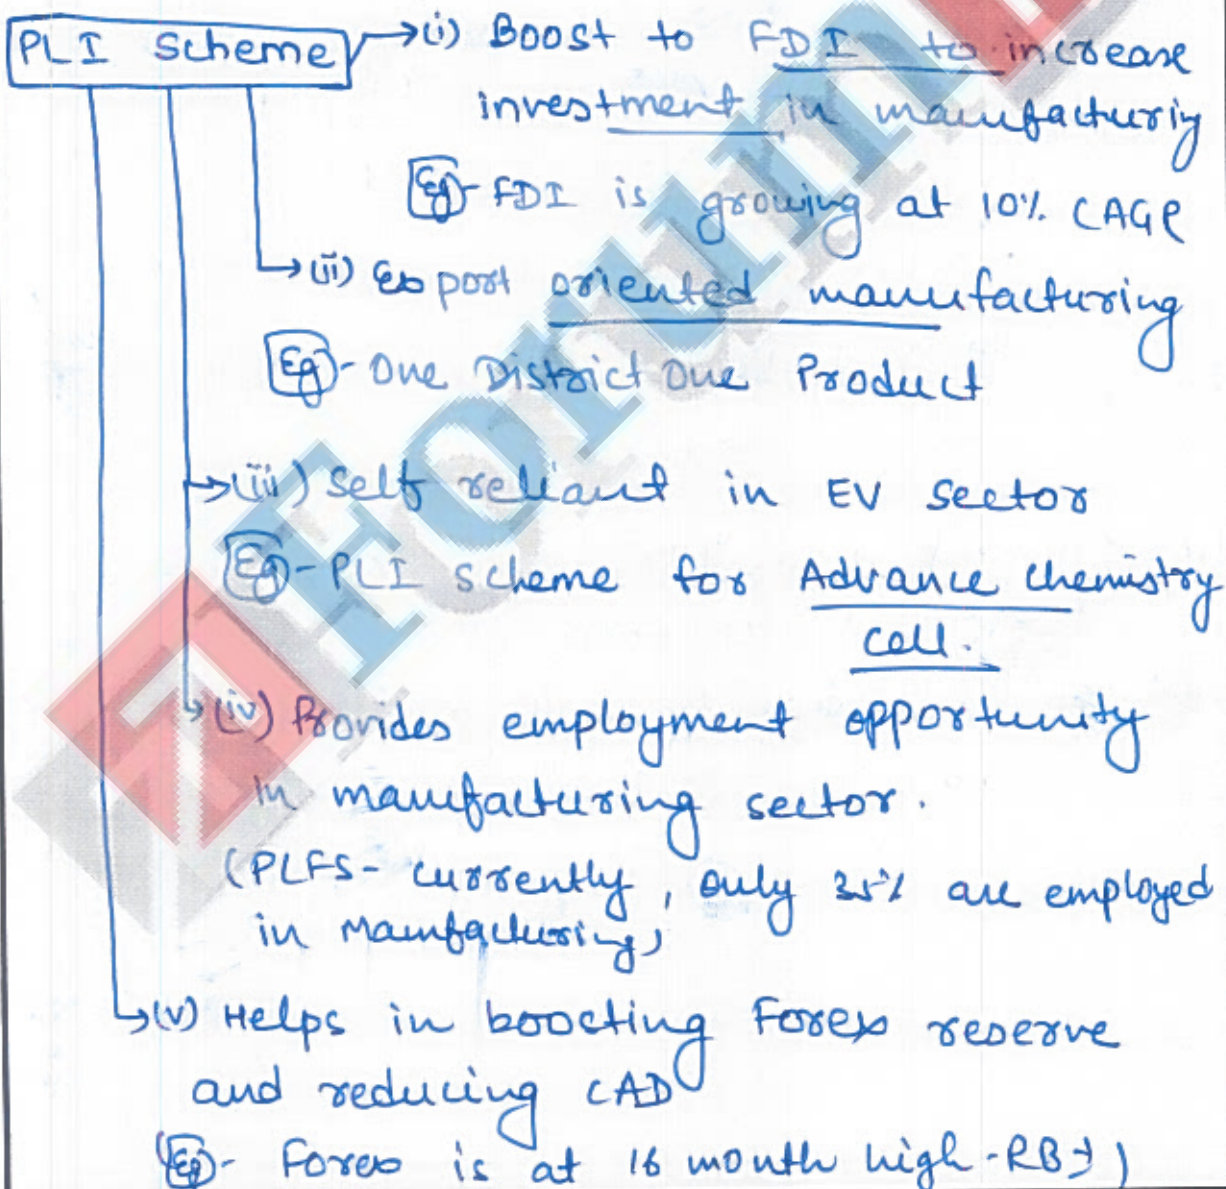 PLI Scheme
(i) Boost to FDI to increase
investment in manufacturing
Eg - FDI is growing at 10% CAGR
(ii) Export oriented manufacturing
Eg - One District One Product
(iii) Self reliant in EV sector
Eg - PLI scheme for Advance chemistry
cell.
(iv) Provides employment opportunity
in manufacturing sector.
(PLFS - currently, only 35% are employed
in manufacturing)
(v) Helps in boocting Forex reserve
and reducing CAD
(Eg - Forex is at 16 month high - RBI)
Forum